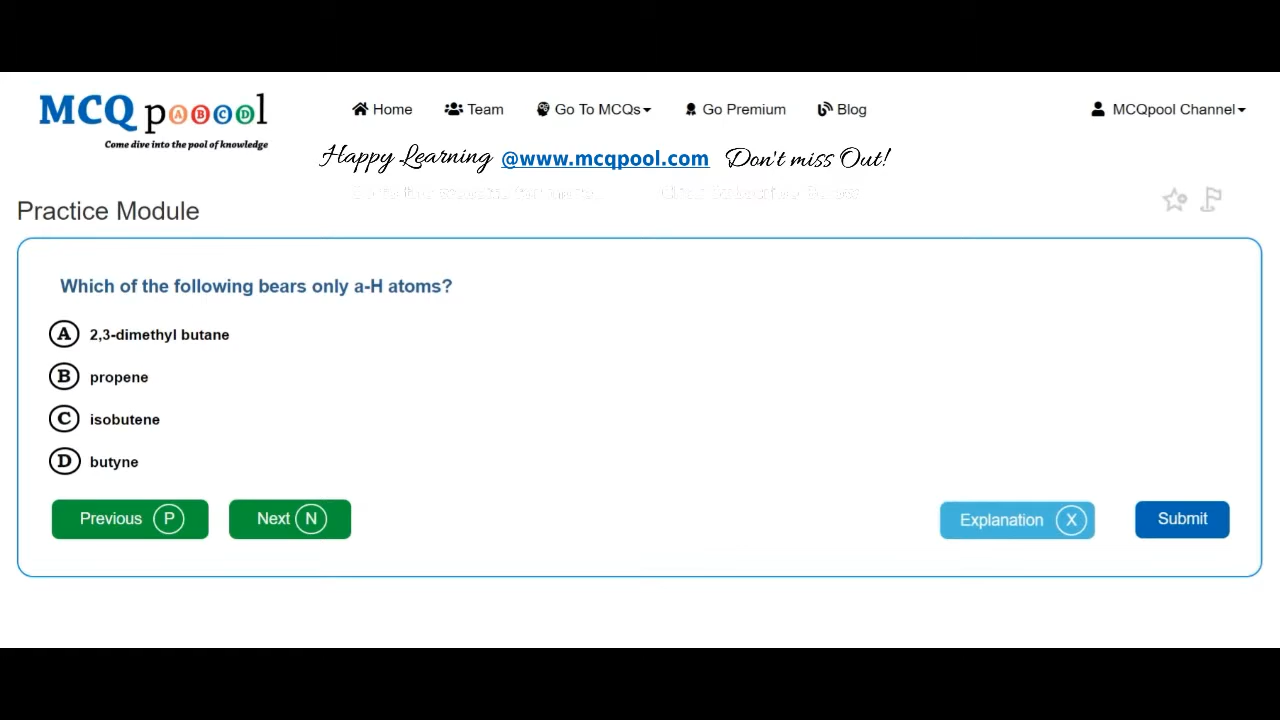 MCQ pooool
Come dive into the pool of knowledge
Home Team Go To MCQs Go Premium Blog MCQpool Channel
Happy Learning @www.mcqpool.com Don't miss Out!
Practice Module
Which of the following bears only a-H atoms?
A 2,3-dimethyl butane
B propene
C isobutene
D butyne
Previous P Next N Explanation X Submit